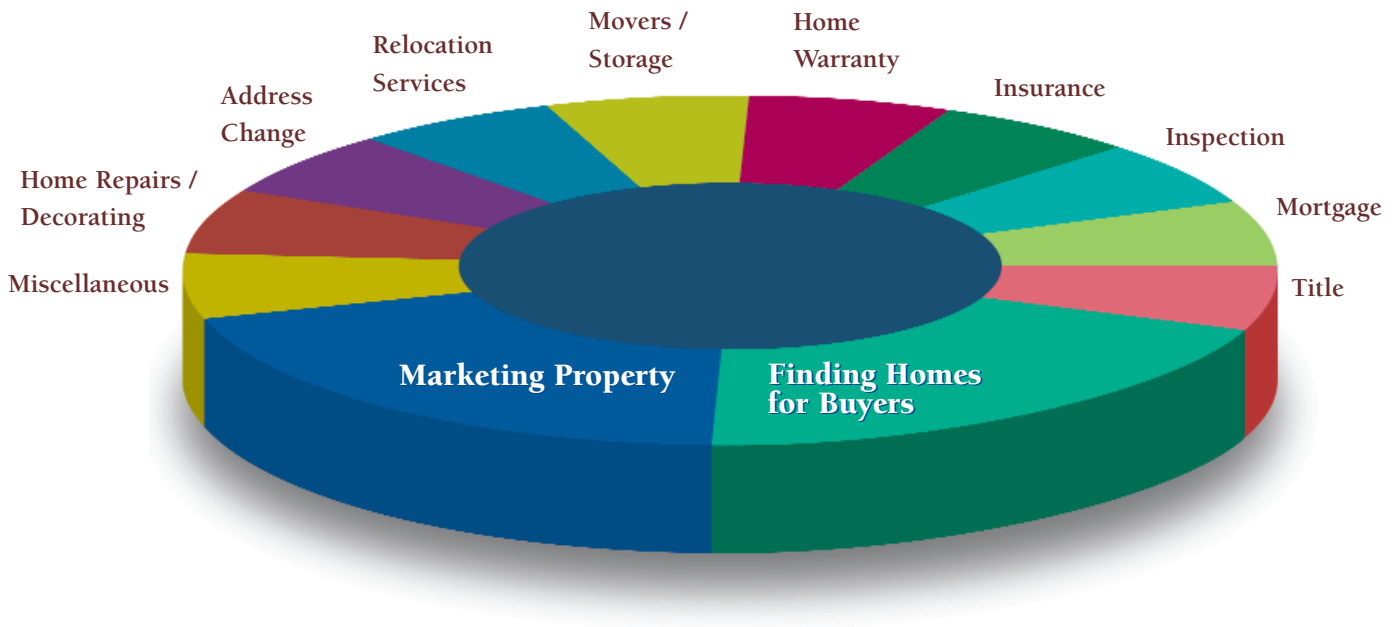 Movers /
Storage
Home
Warranty
Relocation
Services
Insurance
Address
Change
Inspection
Home Repairs /
Decorating
Mortgage
Miscellaneous
Title
Marketing Property
Finding Homes
for Buyers